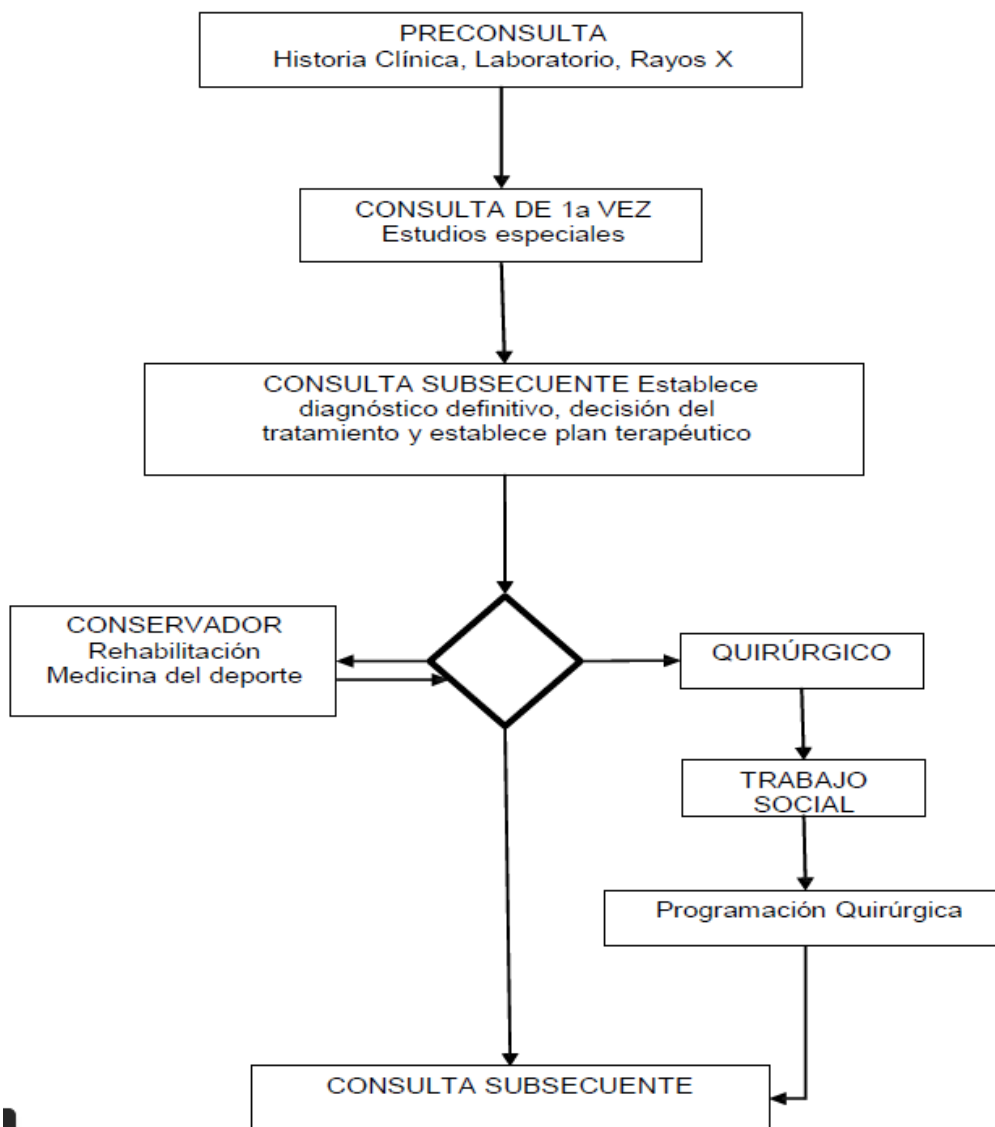 PRECONSULTA
Historia Clínica, Laboratorio, Rayos X
CONSULTA DE 1a VEZ
Estudios especiales
CONSULTA SUBSECUENTE Establece
diagnóstico definitivo, decisión del
tratamiento y establece plan terapéutico
CONSERVADOR
Rehabilitación
Medicina del deporte
QUIRÚRGICO
TRABAJO
SOCIAL
Programación Quirúrgica
CONSULTA SUBSECUENTE